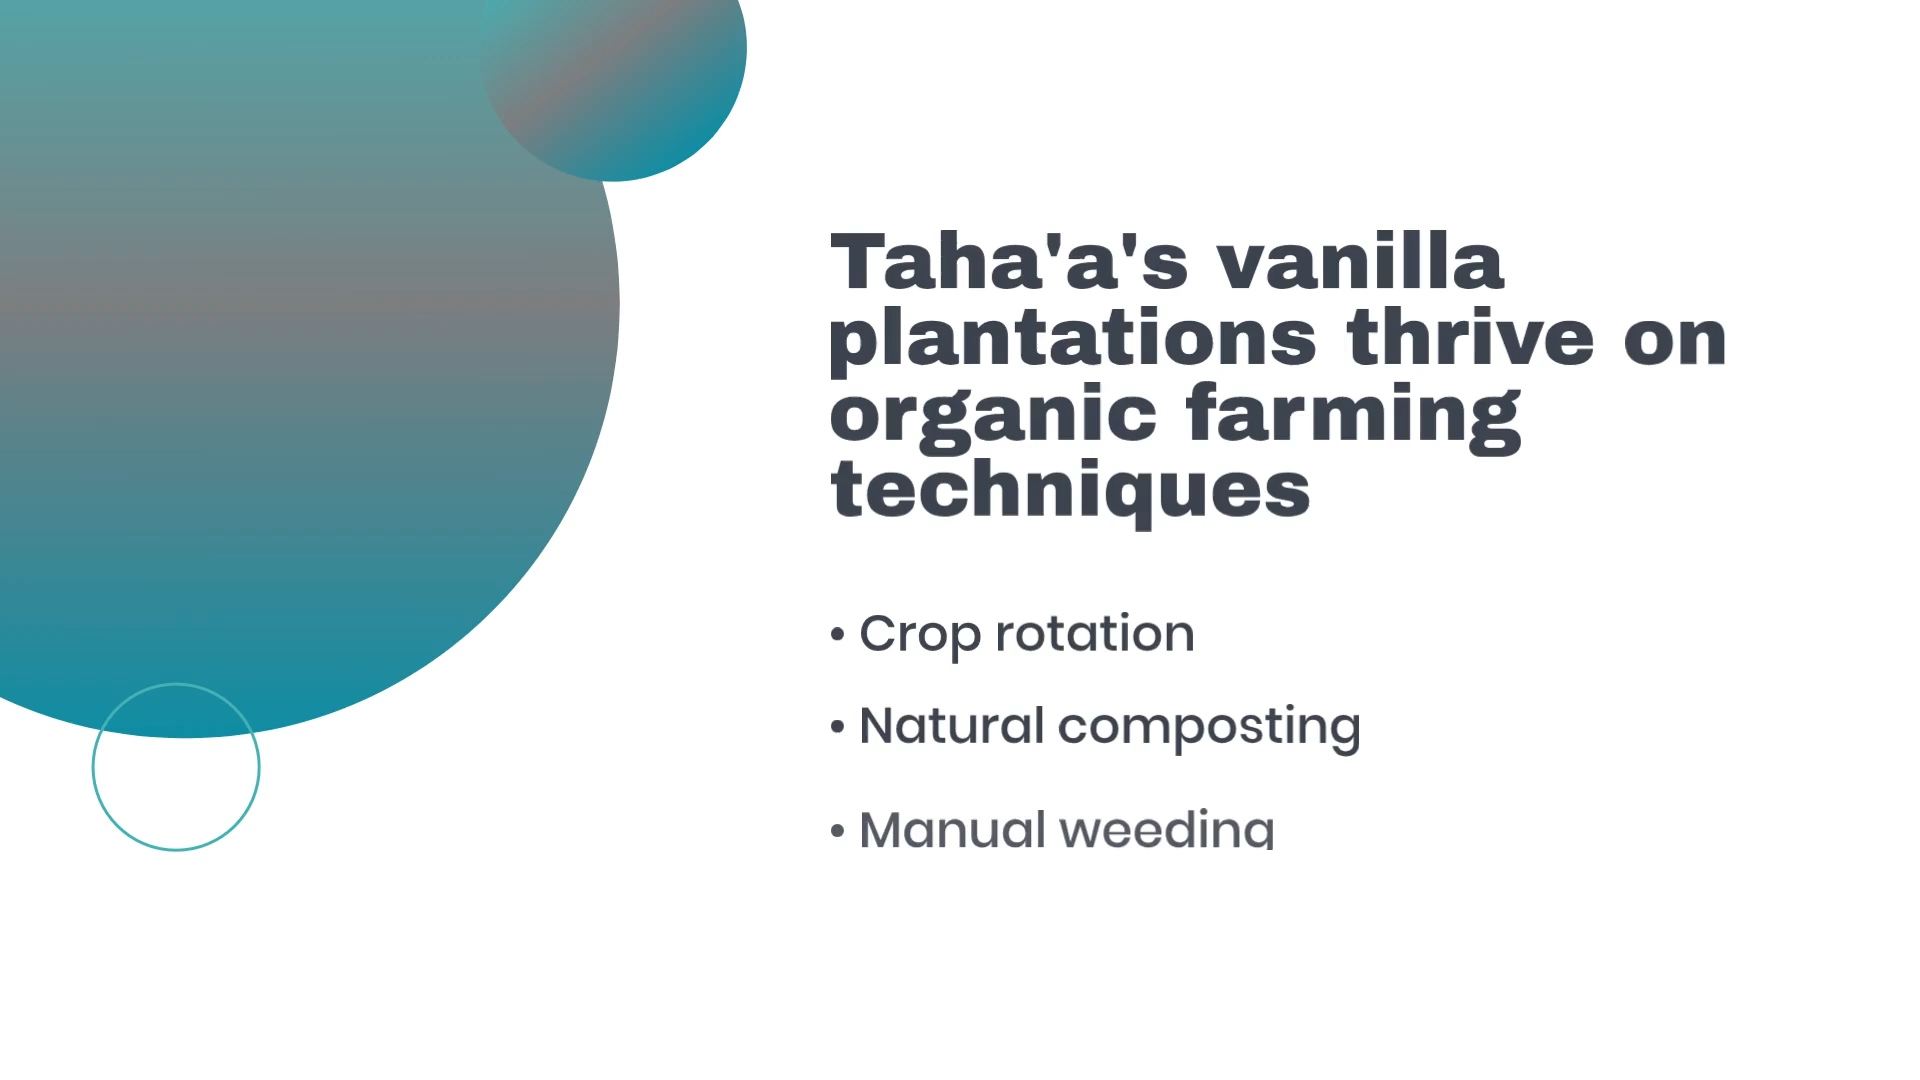 Taha'a's vanilla
plantations thrive on
organic farming
techniques
• Crop rotation
• Natural composting
• Manual weeding